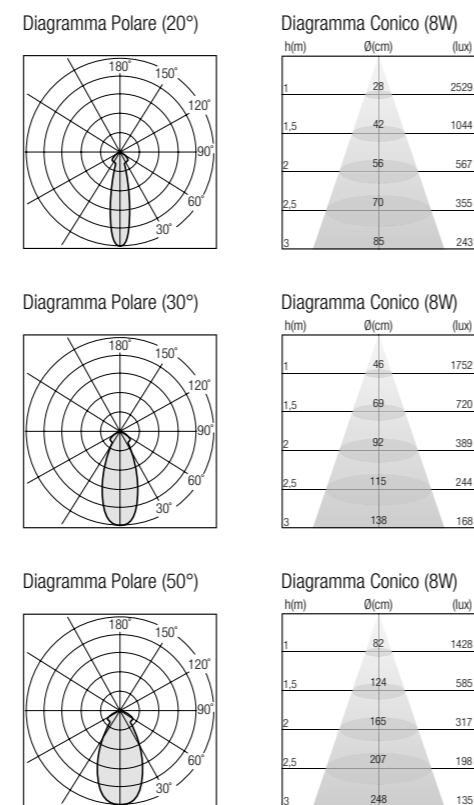 Diagramma Polare (20°)
180°
150°
120°
90°
60°
30°
Diagramma Conico (8W)
h(m) Ø(cm) (lux)
1 28 2529
1,5 42 1044
2 56 567
2,5 70 355
3 85 243
Diagramma Polare (30°)
180°
150°
120°
90°
60°
30°
Diagramma Conico (8W)
h(m) Ø(cm) (lux)
1 46 1752
1,5 69 720
2 92 389
2,5 115 244
3 138 168
Diagramma Polare (50°)
180°
150°
120°
90°
60°
30°
Diagramma Conico (8W)
h(m) Ø(cm) (lux)
1 82 1428
1,5 124 585
2 165 317
2,5 207 198
3 248 135